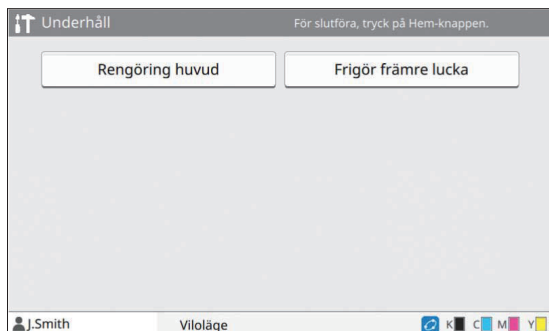 Underhåll
För slutföra, tryck på Hem-knappen.
Rengöring huvud
Frigör främre lucka
J.Smith
Viloläge
K C M Y